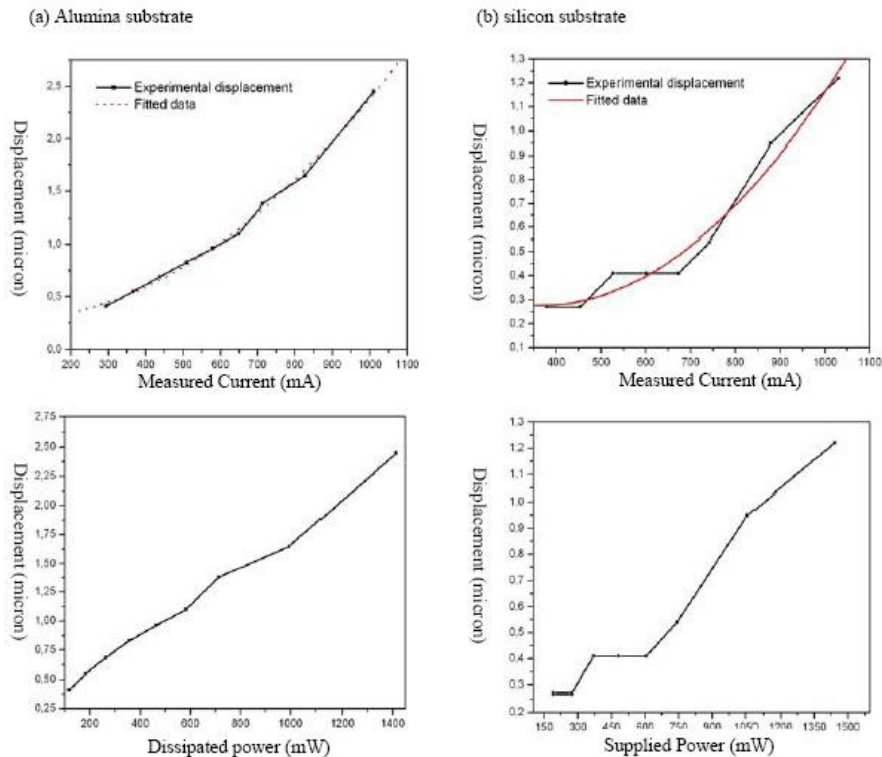 (a) Alumina substrate
(b) silicon substrate
Displacement (micron)
2,5
2,0
1,5
1,0
0,5
0,0
Experimental displacement
Fitted data
200 300 400 500 600 700 800 900 1000 1100
Measured Current (mA)
Displacement (micron)
1,3
1,2
1,1
1,0
0,9
0,8
0,7
0,6
0,5
0,4
0,3
0,2
0,1
Experimental displacement
Fitted data
400 500 600 700 800 900 1000
Measured Current (mA)
Displacement (micron)
2,75
2,50
2,25
1,75
1,50
1,25
1,00
0,75
0,50
0,25
200 400 600 800 1000 1200 1400
Dissipated power (mW)
Displacement (micron)
1,3
1,2
1,1
1,0
0,9
0,8
0,7
0,6
0,5
0,4
0,3
0,2
150 300 450 600 750 900 1050 1200 1350 1500
Supplied Power (mW)